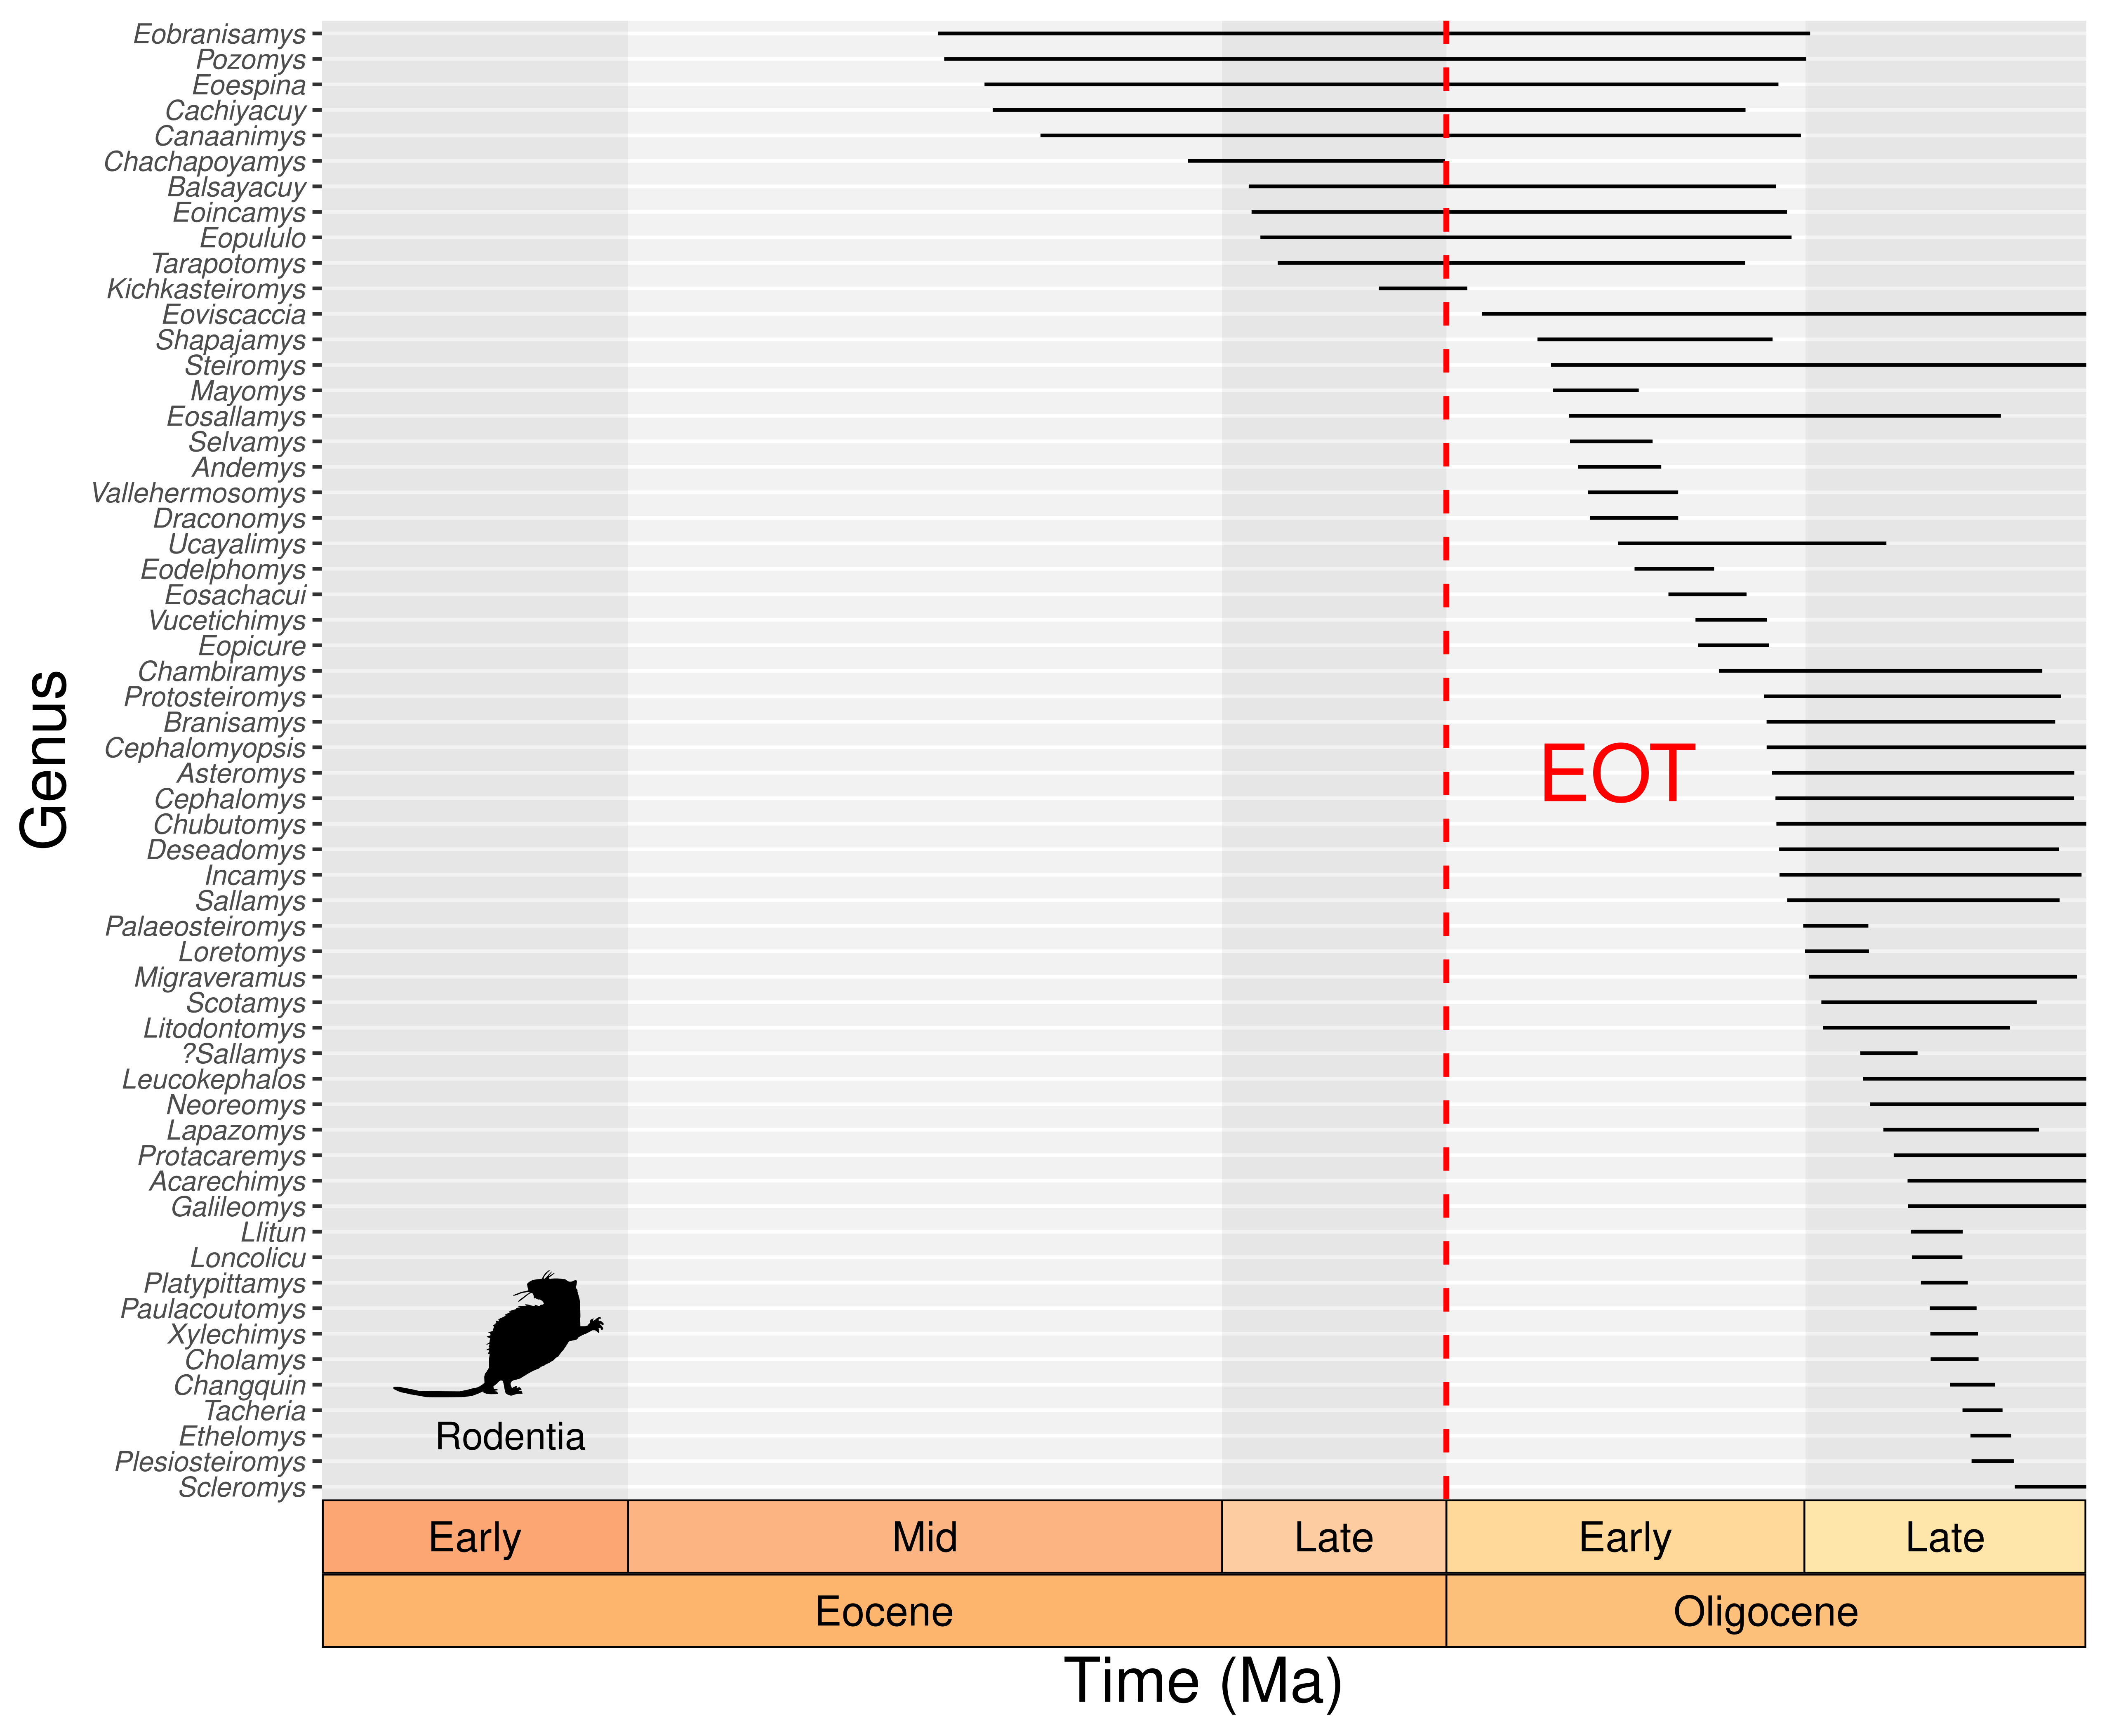 Eobranisamys
Pozomys
Eoespina
Cachiyacuy
Canaanimys
Chachapoyamys
Balsayacuy
Eoincamys
Eopululo
Tarapotomys
Kichkasteiromys
Eoviscaccia
Shapajamys
Steiromys
Mayomys
Eosallamys
Selvamys
Andemys
Vallehermosomys
Draconomys
Ucayalimys
Eodelphomys
Eosachacui
Vucetichimys
Eopicure
Chambiramys
Protosteiromys
Branisamys
Cephalomyopsis
Asteromys
Cephalomys
Chubutomys
Deseadomys
Incamys
Sallamys
Palaeosteiromys
Loretomys
Migraveramus
Scotamys
Litodontomys
?Sallamys
Leucokephalos
Neoreomys
Lapazomys
Protacaremys
Acarechimys
Galileomys
Llitun
Loncolicu
Platypittamys
Paulacoutomys
Xylechimys
Cholamys
Changquin
Tacheria
Ethelomys
Plesiosteiromys
Scleromys
Genus
EOT
Rodentia
Early Mid Late Early Late
Eocene Oligocene
Time (Ma)